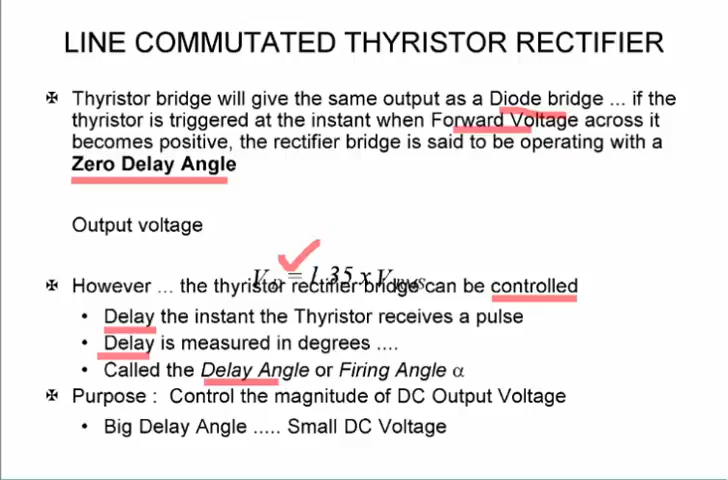 LINE COMMUTATED THYRISTOR RECTIFIER
✠ Thyristor bridge will give the same output as a Diode bridge ... if the
thyristor is triggered at the instant when Forward Voltage across it
becomes positive, the rectifier bridge is said to be operating with a
Zero Delay Angle
Output voltage
= 1.35 x
✠ However ... the thyristor rectifier bridge can be controlled
• Delay the instant the Thyristor receives a pulse
• Delay is measured in degrees ....
• Called the Delay Angle or Firing Angle α
✠ Purpose : Control the magnitude of DC Output Voltage
• Big Delay Angle ..... Small DC Voltage